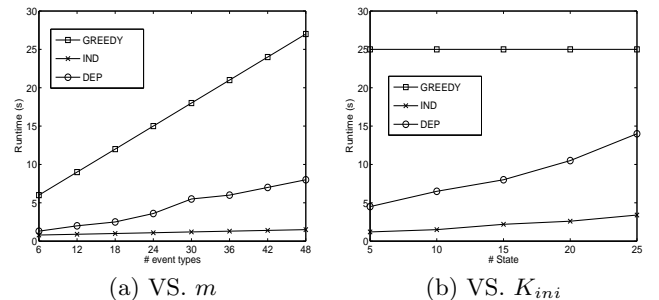 30
25
20
15
10
5
0
Runtime (s)
GREEDY
IND
DEP
6 12 18 24 30 36 42 48
# event types
(a) VS. m
30
25
20
15
10
5
0
Runtime (s)
GREEDY
IND
DEP
5 10 15 20 25
# State
(b) VS. K_ini